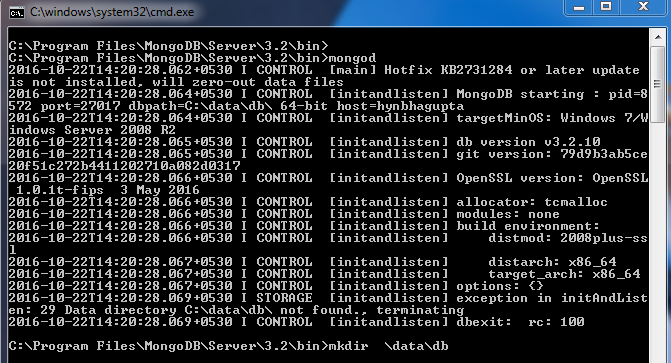 C:\windows\system32\cmd.exe
C:\Program Files\MongoDB\Server\3.2\bin>
C:\Program Files\MongoDB\Server\3.2\bin>mongod
2016-10-22T14:20:28.062+0530 I CONTROL  [main] Hotfix KB2731284 or later update
is not installed, will zero-out data files
2016-10-22T14:20:28.064+0530 I CONTROL  [initandlisten] MongoDB starting : pid=8
572 port=27017 dbpath=C:\data\db\ 64-bit host=hynbhagupta
2016-10-22T14:20:28.064+0530 I CONTROL  [initandlisten] targetMinOS: Windows 7/W
indows Server 2008 R2
2016-10-22T14:20:28.065+0530 I CONTROL  [initandlisten] db version v3.2.10
2016-10-22T14:20:28.065+0530 I CONTROL  [initandlisten] git version: 79d9b3ab5ce
20f51c272b4411202710a082d0317
2016-10-22T14:20:28.066+0530 I CONTROL  [initandlisten] OpenSSL version: OpenSSL
 1.0.1t-fips  3 May 2016
2016-10-22T14:20:28.066+0530 I CONTROL  [initandlisten] allocator: tcmalloc
2016-10-22T14:20:28.066+0530 I CONTROL  [initandlisten] modules: none
2016-10-22T14:20:28.066+0530 I CONTROL  [initandlisten] build environment:
2016-10-22T14:20:28.066+0530 I CONTROL  [initandlisten]     distmod: 2008plus-ss
l
2016-10-22T14:20:28.067+0530 I CONTROL  [initandlisten]     distarch: x86_64
2016-10-22T14:20:28.067+0530 I CONTROL  [initandlisten]     target_arch: x86_64
2016-10-22T14:20:28.067+0530 I CONTROL  [initandlisten] options: {}
2016-10-22T14:20:28.069+0530 I STORAGE  [initandlisten] exception in initAndList
en: 29 Data directory C:\data\db\ not found., terminating
2016-10-22T14:20:28.069+0530 I CONTROL  [initandlisten] dbexit:  rc: 100
C:\Program Files\MongoDB\Server\3.2\bin>mkdir  \data\db